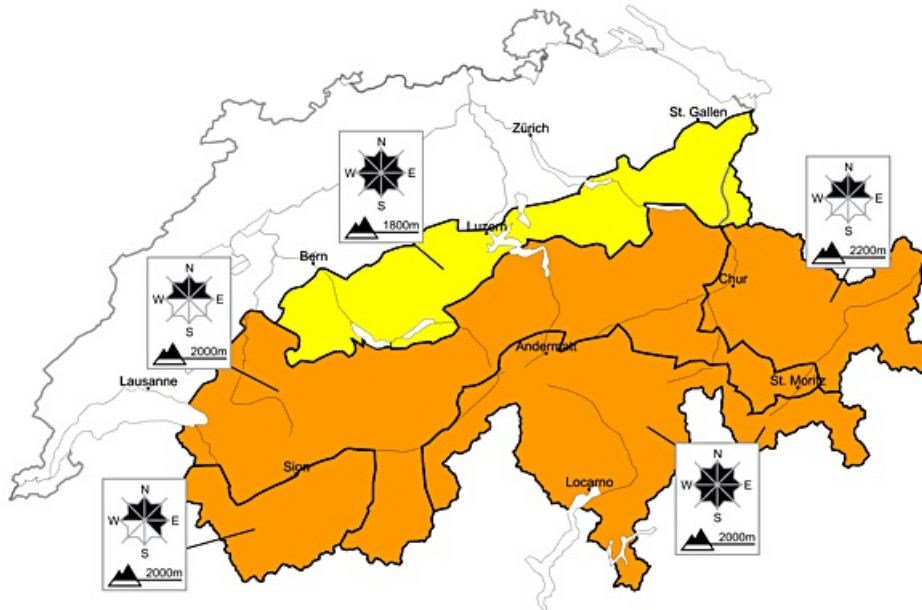 St. Gallen
Zürich
N
W E
S
1800m
N
W E
S
2200m
Luzern
Bern
N
W E
S
2000m
Chur
Andermatt
Lausanne
St. Moritz
Sion
N
W E
S
2000m
Locarno
N
W E
S
2000m